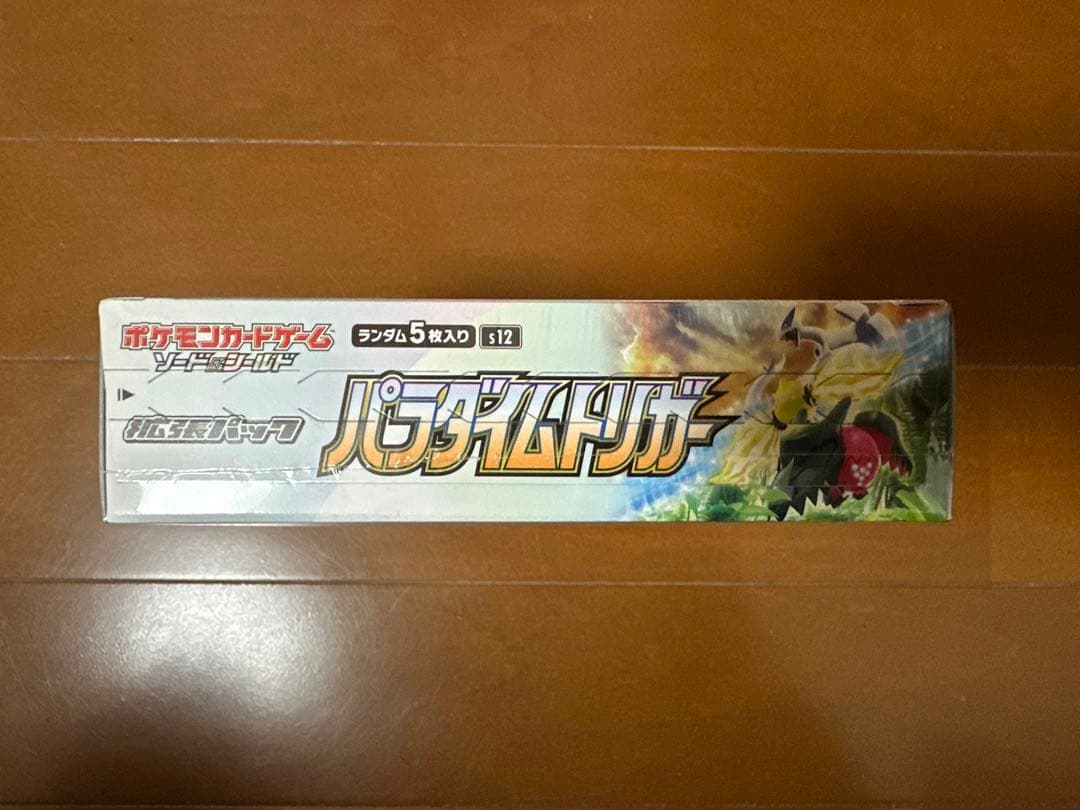 ポケモンカードゲーム
ソード&シールド
ランダム5枚入り s12
拡張パック
パラダイムトリガー